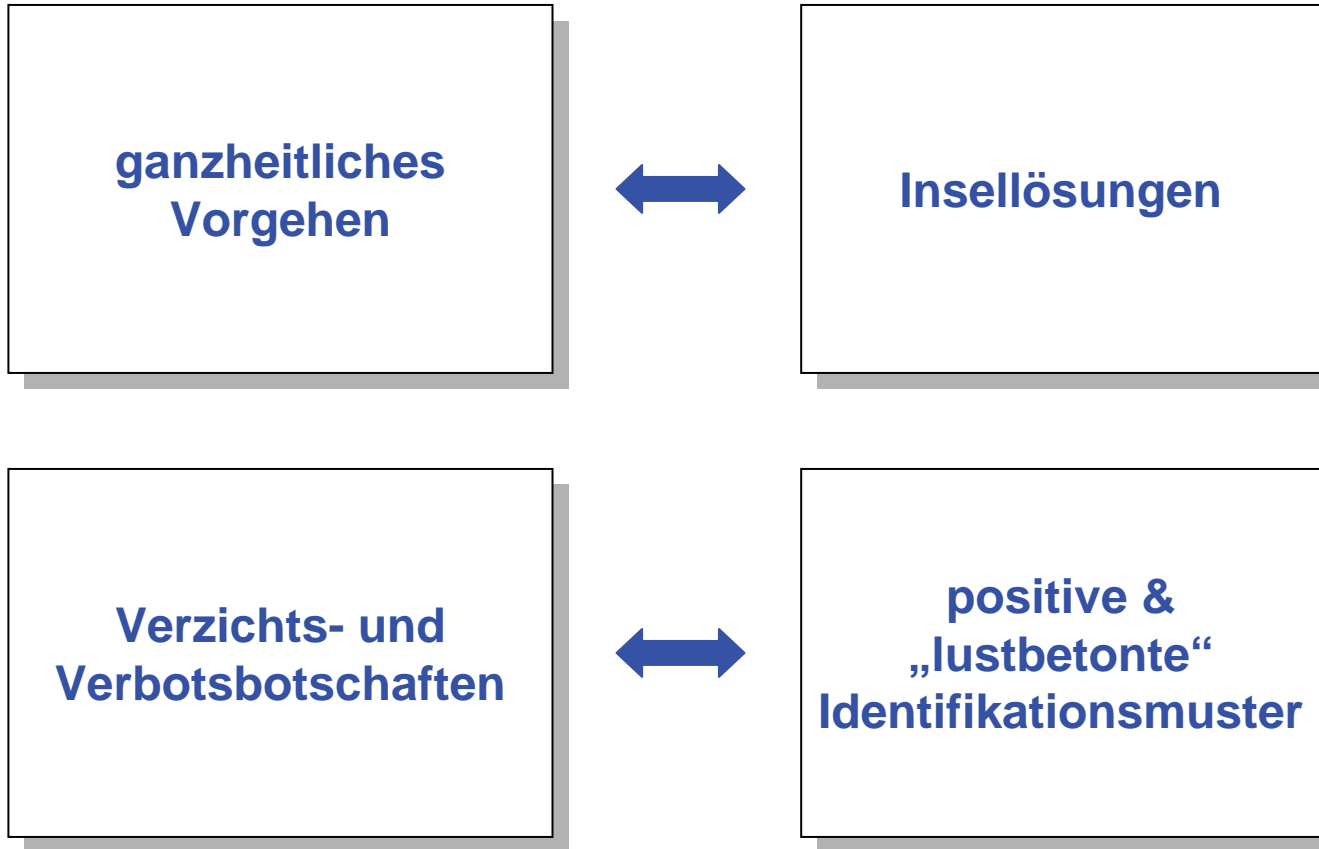 ganzheitliches
Vorgehen
Insellösungen
Verzichts- und
Verbotsbotschaften
positive &
„lustbetonte“
Identifikationsmuster